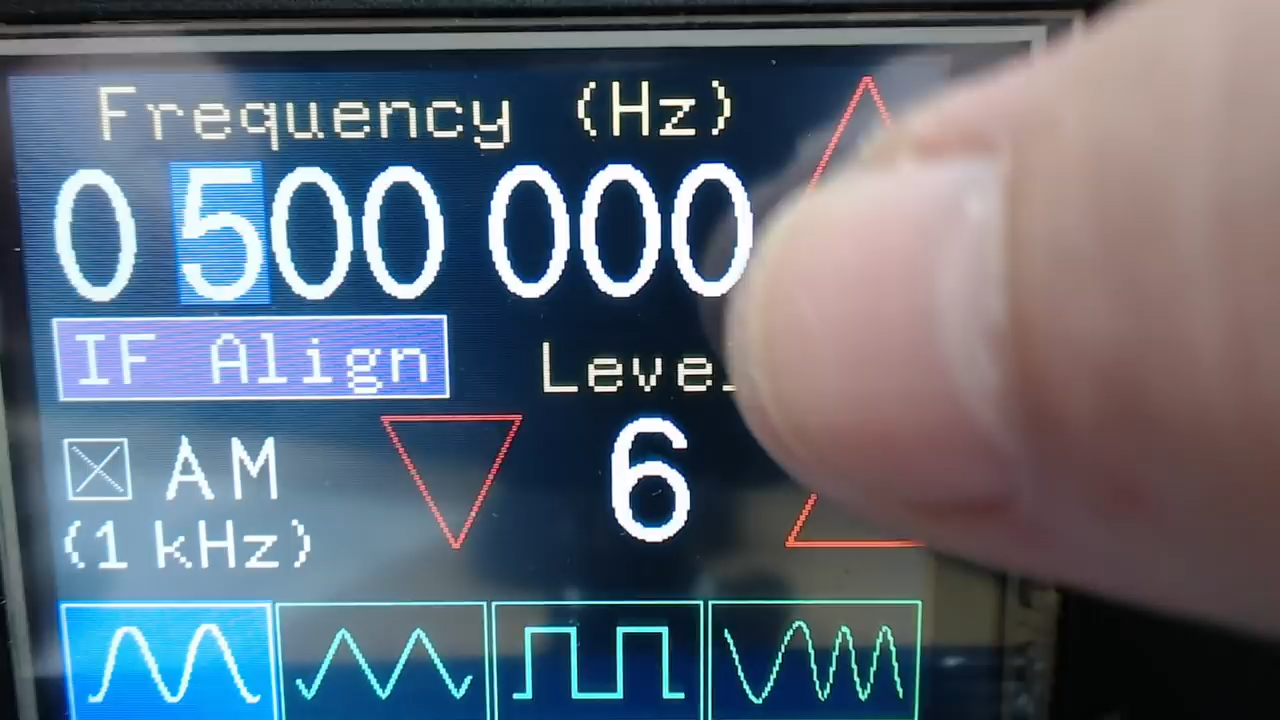 Frequency (Hz)
0 500 000
IF Align
Leve
6
AM
(1 kHz)